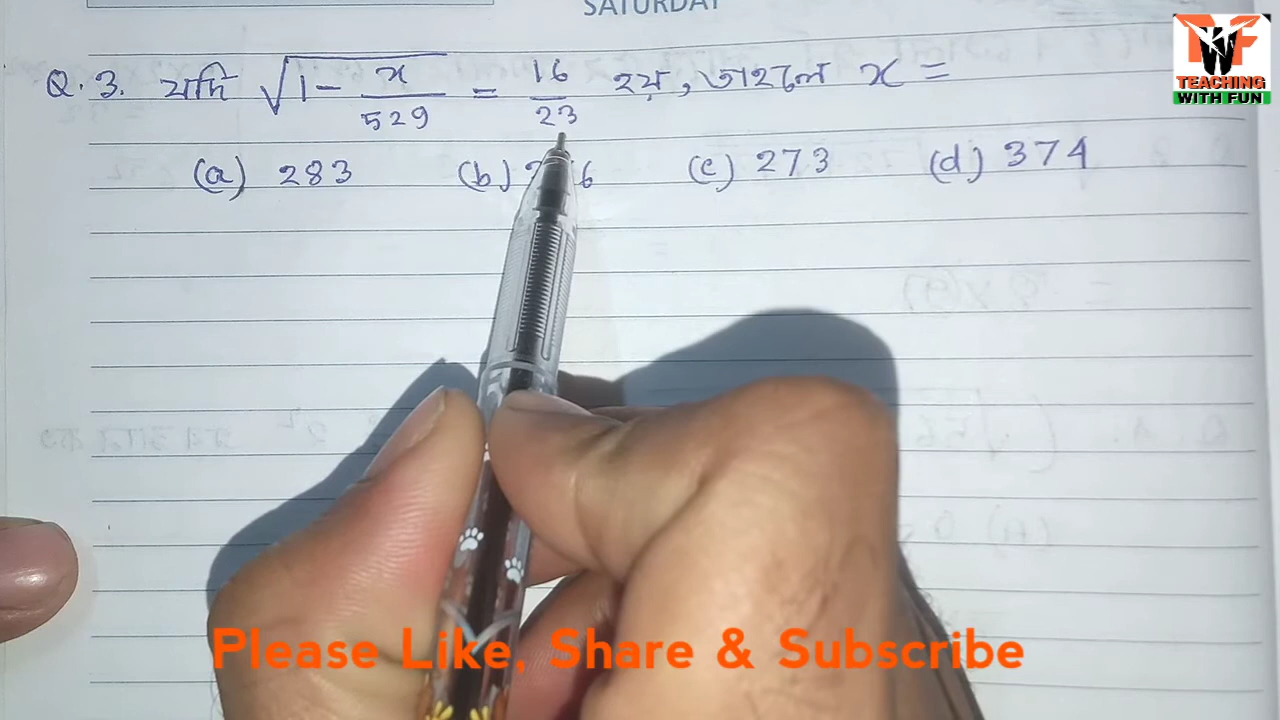 SATURDAY
TWF
TEACHING
WITH FUN
Q. 3. যদি √(1 - x/529) = 16/23 হয়, তাহলে x =
(a) 283 (b) (c) 273 (d) 374
Please Like, Share & Subscribe